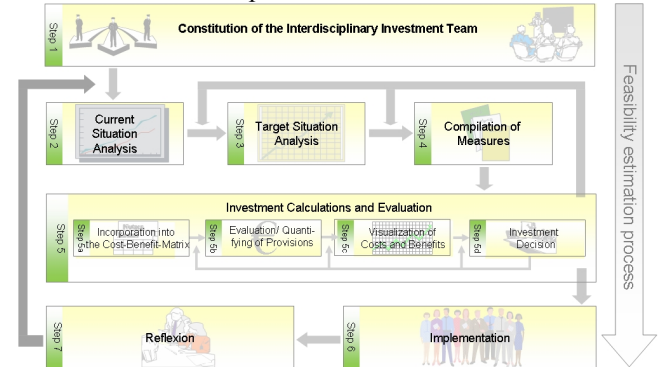 Step 1
Constitution of the Interdisciplinary Investment Team
Step 2
Current
Situation
Analysis
Step 3
Target Situation
Analysis
Step 4
Compilation of
Measures
Step 5
Investment Calculations and Evaluation
Step 5a
Incorporation into
the Cost-Benefit-Matrix
Step 5b
Evaluation/ Quanti-
fying of Provisions
Step 5c
Visualization of
Costs and Benefits
Step 5d
Investment
Decision
Step 7
Reflexion
Step 6
Implementation
Feasibility estimation process